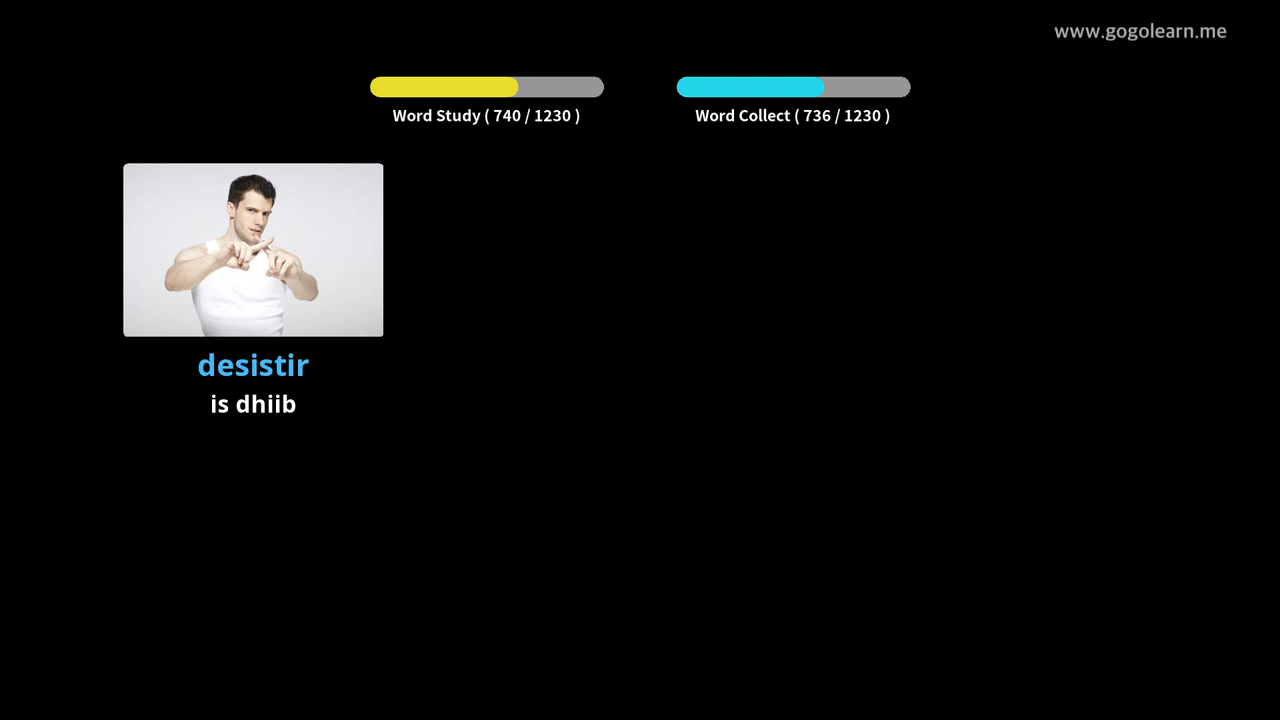 www.gogolearn.me
Word Study ( 740 / 1230 )
Word Collect ( 736 / 1230 )
desistir
is dhiib